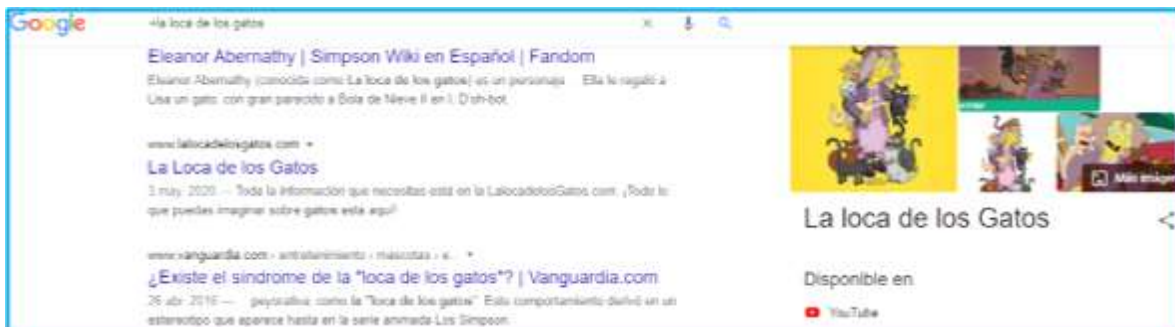 Google
+la loca de los gatos
Eleanor Abernathy | Simpson Wiki en Español | Fandom
Eleanor Abernathy (conocida como La loca de los gatos) es un personaje Ella le regaló a
Lisa un gato, con gran parecido a Bola de Nieve II en I, D'oh-bot.
www.lalocadelosgatos.com
La Loca de los Gatos
3 may. 2020 — Toda la información que necesitas está en la LalocadelosGatos.com. ¡Todo lo
que puedas imaginar sobre gatos esta aquí!
www.vanguardia.com › entretenimiento › mascotas › e...
¿Existe el síndrome de la "loca de los gatos"? | Vanguardia.com
26 abr. 2016 — peyorativa, como la "loca de los gatos". Este comportamiento derivó en un
estereotipo que aparece hasta en la serie animada Los Simpson.
Más imágen
La loca de los Gatos
Disponible en
YouTube